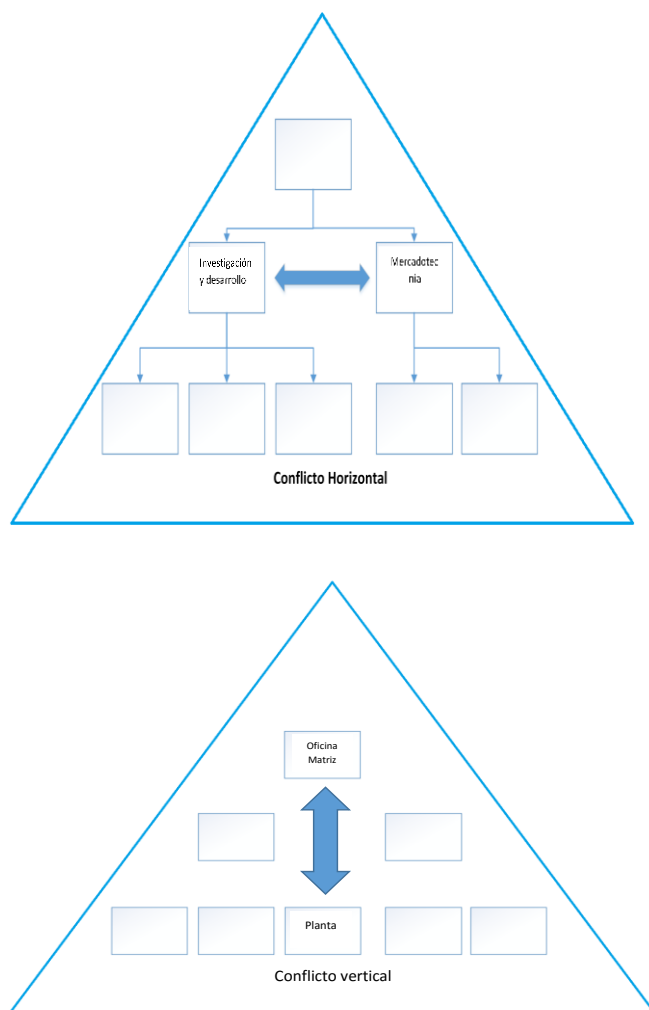 Investigación
y desarrollo
Mercadotec
nia
Conflicto Horizontal
Oficina
Matriz
Planta
Conflicto vertical